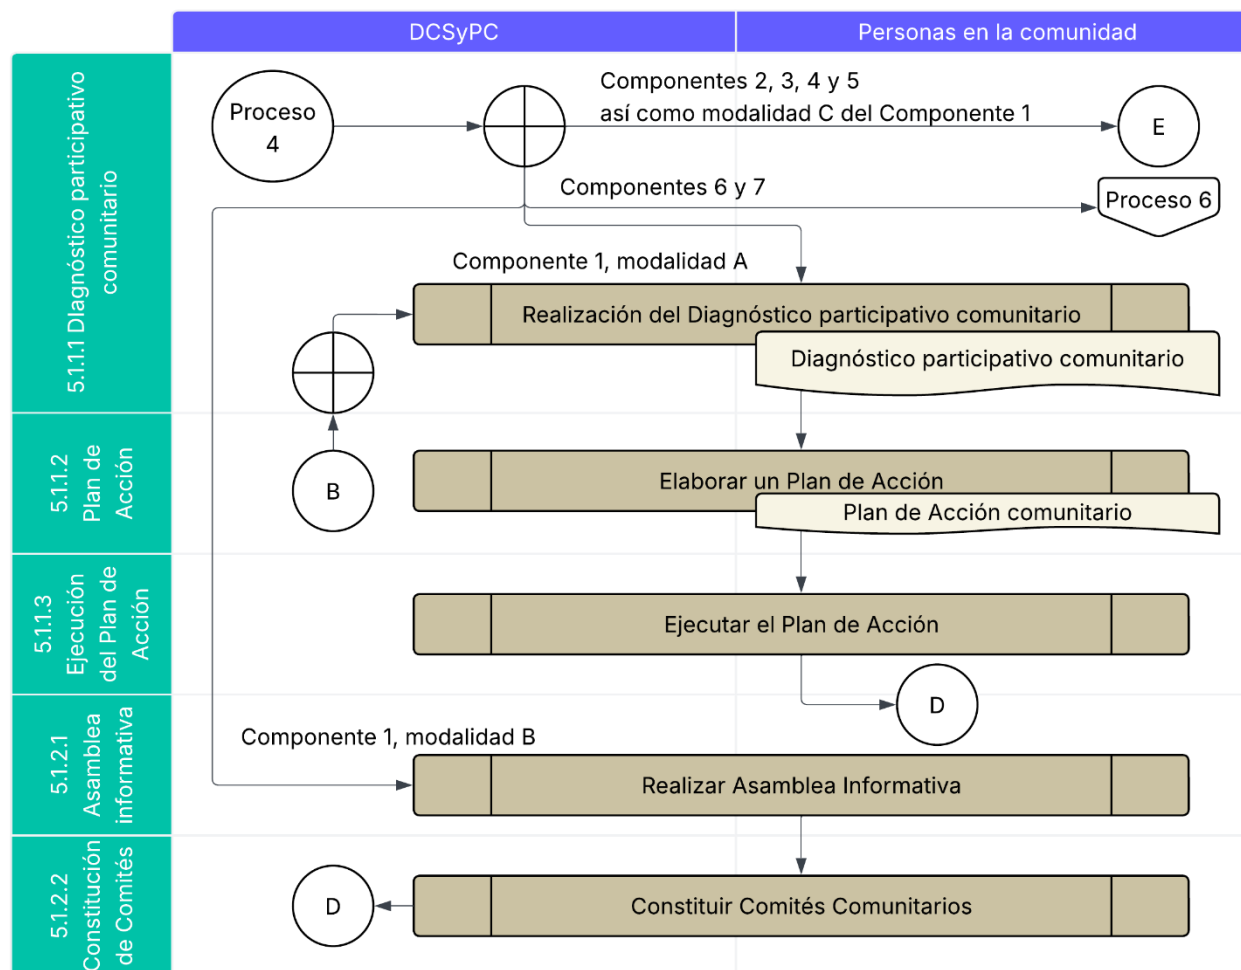 DCSyPC
Personas en la comunidad
5.1.1.1 DIagnóstico participativo
comunitario
Proceso
4
Componentes 2, 3, 4 y 5
así como modalidad C del Componente 1
E
Componentes 6 y 7
Proceso 6
Componente 1, modalidad A
Realización del Diagnóstico participativo comunitario
Diagnóstico participativo comunitario
5.1.1.2
Plan de
Acción
B
Elaborar un Plan de Acción
Plan de Acción comunitario
5.1.1.3
Ejecución
del Plan de
Acción
Ejecutar el Plan de Acción
D
5.1.2.1
Asamblea
informativa
Componente 1, modalidad B
Realizar Asamblea Informativa
5.1.2.2
Constitución
de Comités
D
Constituir Comités Comunitarios